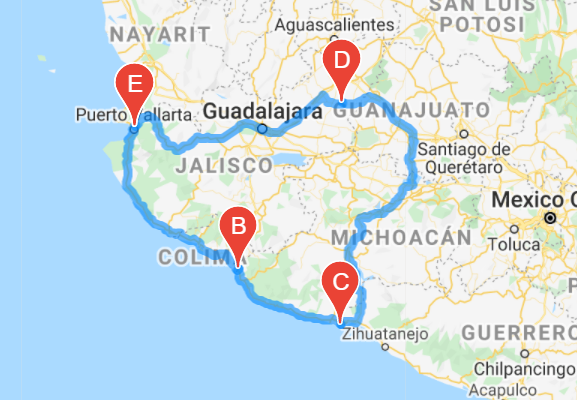 SAN LUIS
POTOSI
NAYARIT
Aguascalientes
D
E
Puerto Vallarta
Guadalajara
GUANAJUATO
Santiago de
Querétaro
JALISCO
Mexico C
B
MICHOACÁN
Toluca
COLIMA
C
Zihuatanejo
GUERRERO
Chilpancingo
Acapulco